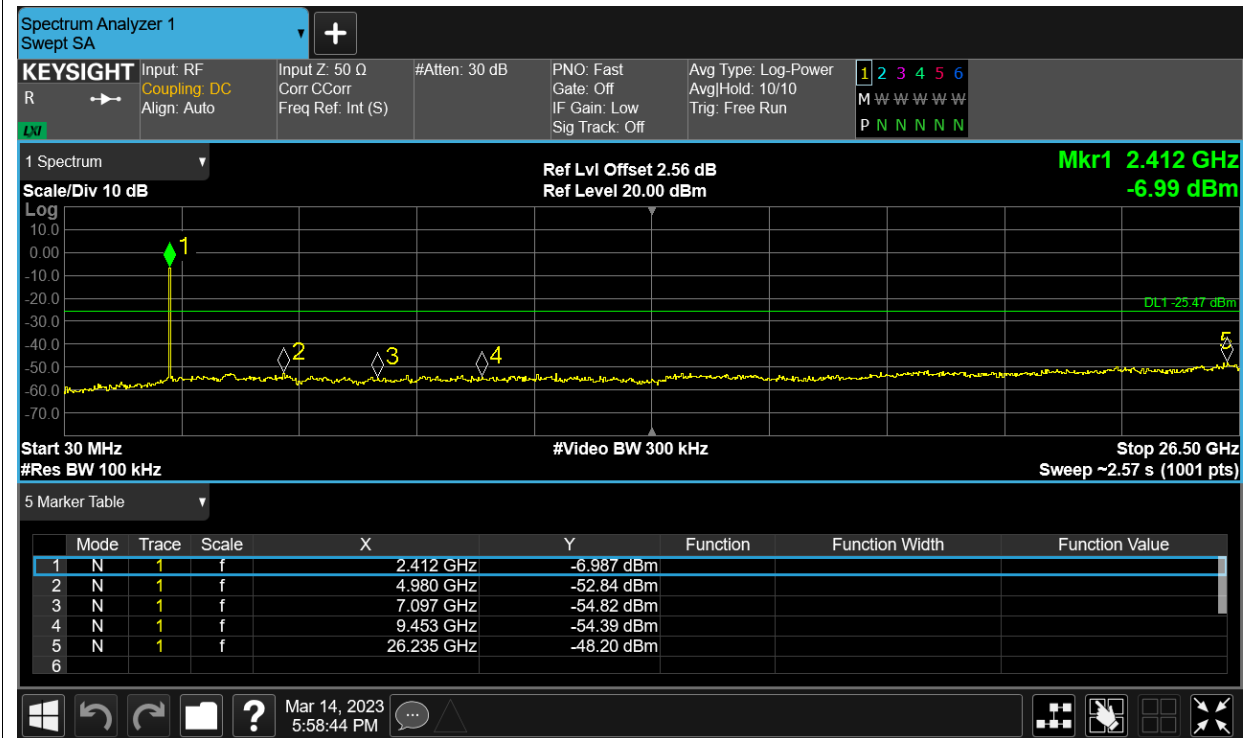 Spectrum Analyzer 1
Swept SA
+
KEYSIGHT
R
LXI
Input: RF
Coupling: DC
Align: Auto
Input Z: 50 Ω
Corr CCorr
Freq Ref: Int (S)
#Atten: 30 dB
PNO: Fast
Gate: Off
IF Gain: Low
Sig Track: Off
Avg Type: Log-Power
Avg|Hold: 10/10
Trig: Free Run
1 2 3 4 5 6
M W W W W W
P N N N N N
1 Spectrum
Scale/Div 10 dB
Ref Lvl Offset 2.56 dB
Ref Level 20.00 dBm
Mkr1 2.412 GHz
-6.99 dBm
Log
10.0
0.00
-10.0
-20.0
-30.0
-40.0
-50.0
-60.0
-70.0
1
2
3
4
5
DL1 -25.47 dBm
Start 30 MHz
#Res BW 100 kHz
#Video BW 300 kHz
Stop 26.50 GHz
Sweep ~2.57 s (1001 pts)
5 Marker Table
Mode Trace Scale X Y Function Function Width Function Value
1 N 1 f 2.412 GHz -6.987 dBm
2 N 1 f 4.980 GHz -52.84 dBm
3 N 1 f 7.097 GHz -54.82 dBm
4 N 1 f 9.453 GHz -54.39 dBm
5 N 1 f 26.235 GHz -48.20 dBm
6
?
Mar 14, 2023
5:58:44 PM